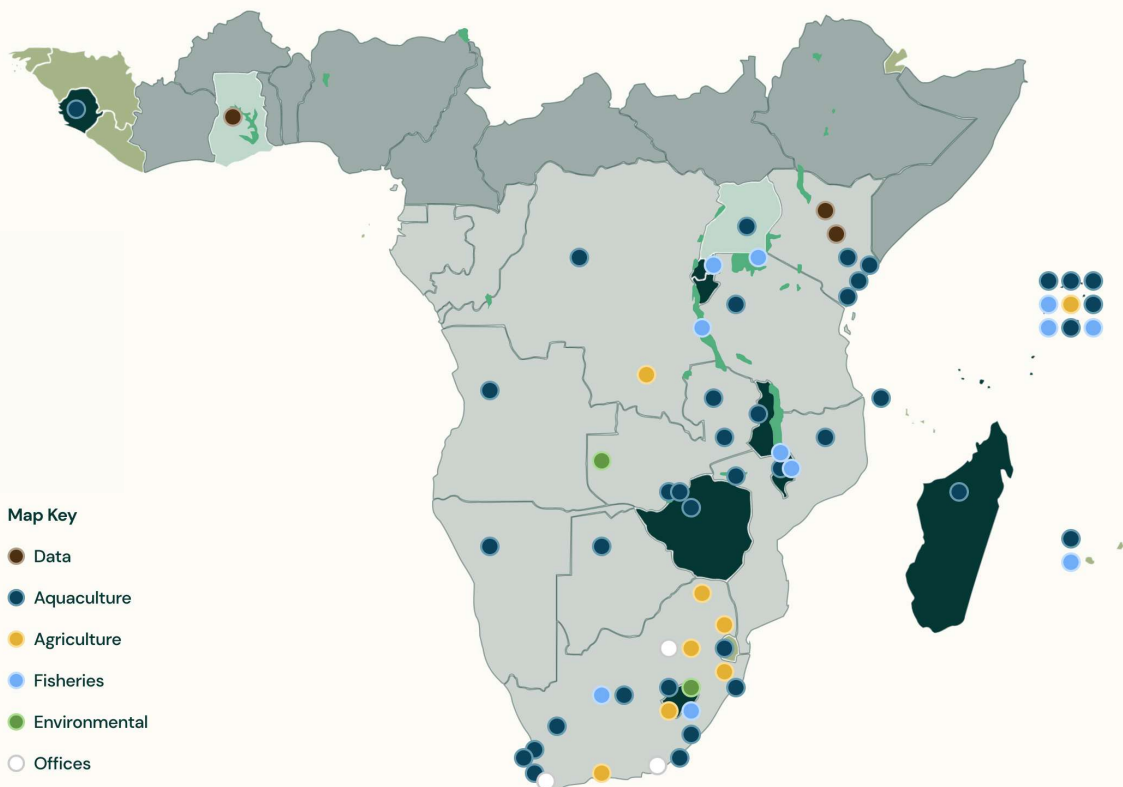 Map Key
Data
Aquaculture
Agriculture
Fisheries
Environmental
Offices